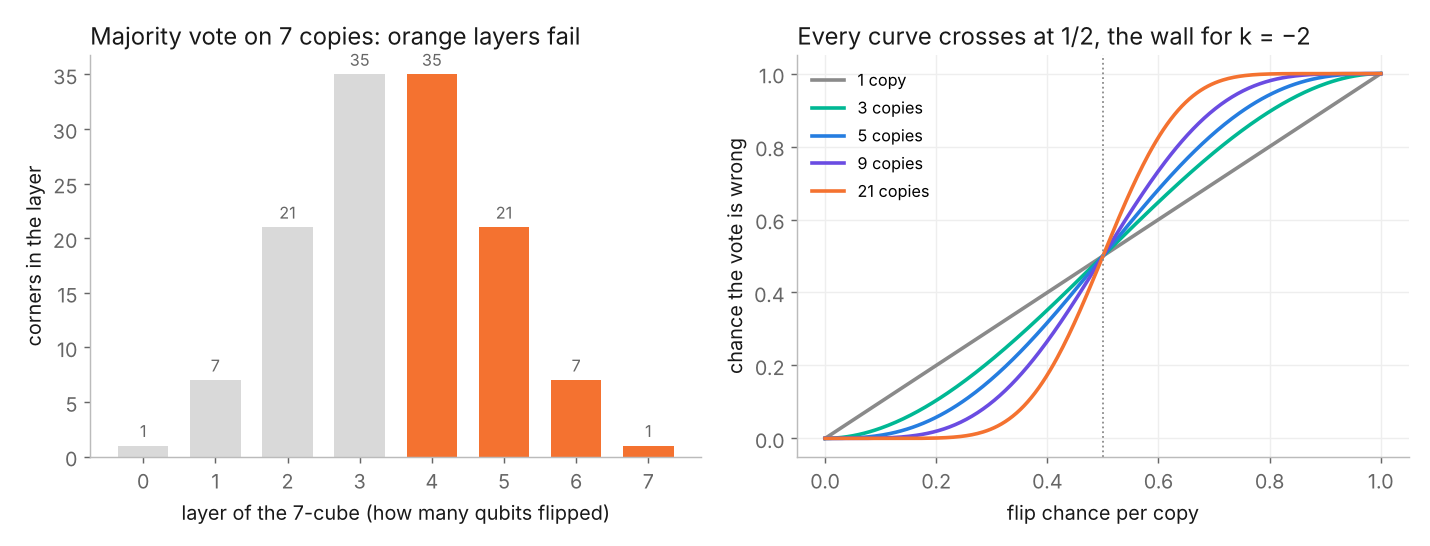 Majority vote on 7 copies: orange layers fail
corners in the layer
35
30
25
20
15
10
5
0
1
7
21
35
35
21
7
1
0 1 2 3 4 5 6 7
layer of the 7-cube (how many qubits flipped)
Every curve crosses at 1/2, the wall for k = −2
chance the vote is wrong
1.0
0.8
0.6
0.4
0.2
0.0
1 copy
3 copies
5 copies
9 copies
21 copies
0.0 0.2 0.4 0.6 0.8 1.0
flip chance per copy